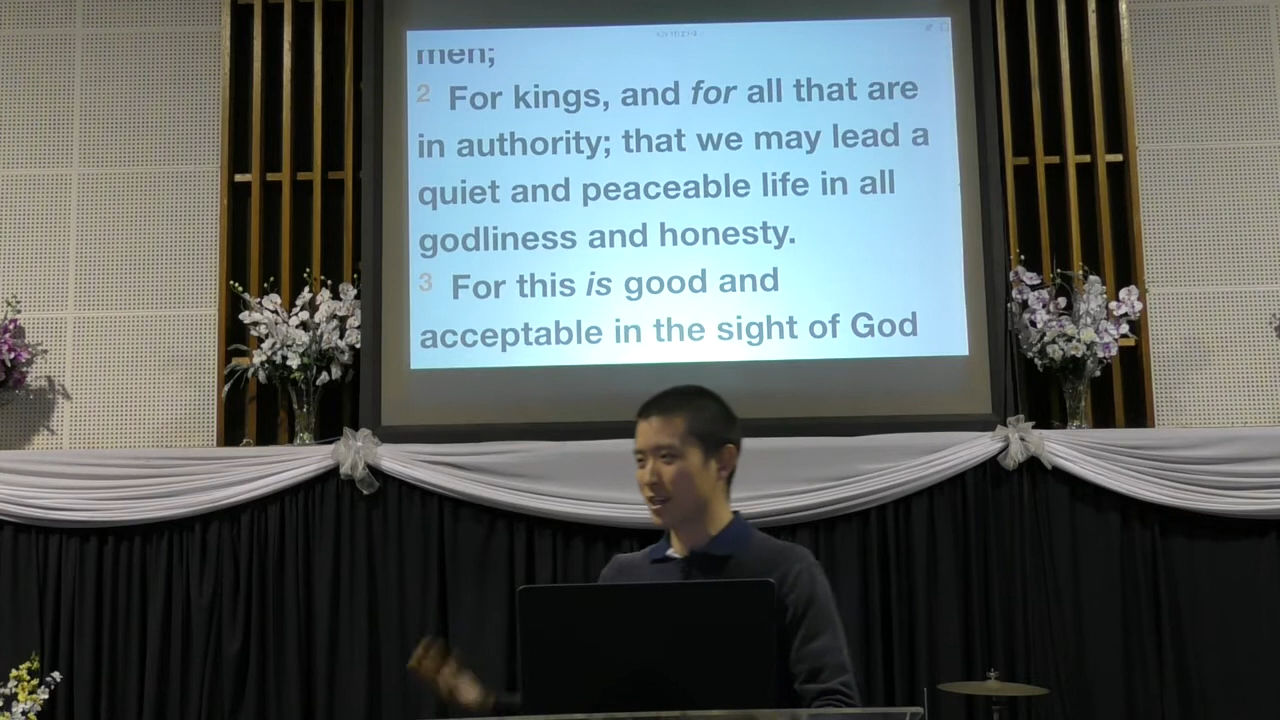 men;
2 For kings, and for all that are
in authority; that we may lead a
quiet and peaceable life in all
godliness and honesty.
3 For this is good and
acceptable in the sight of God